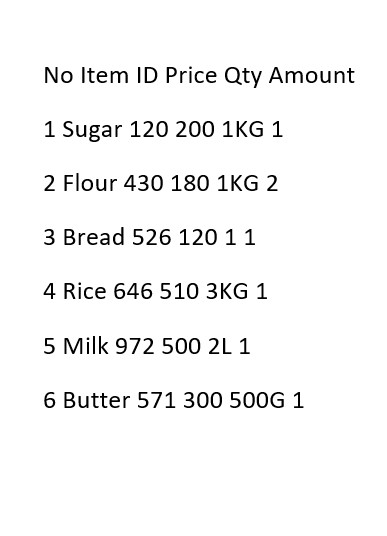 No Item ID Price Qty Amount
1 Sugar 120 200 1KG 1
2 Flour 430 180 1KG 2
3 Bread 526 120 1 1
4 Rice 646 510 3KG 1
5 Milk 972 500 2L 1
6 Butter 571 300 500G 1